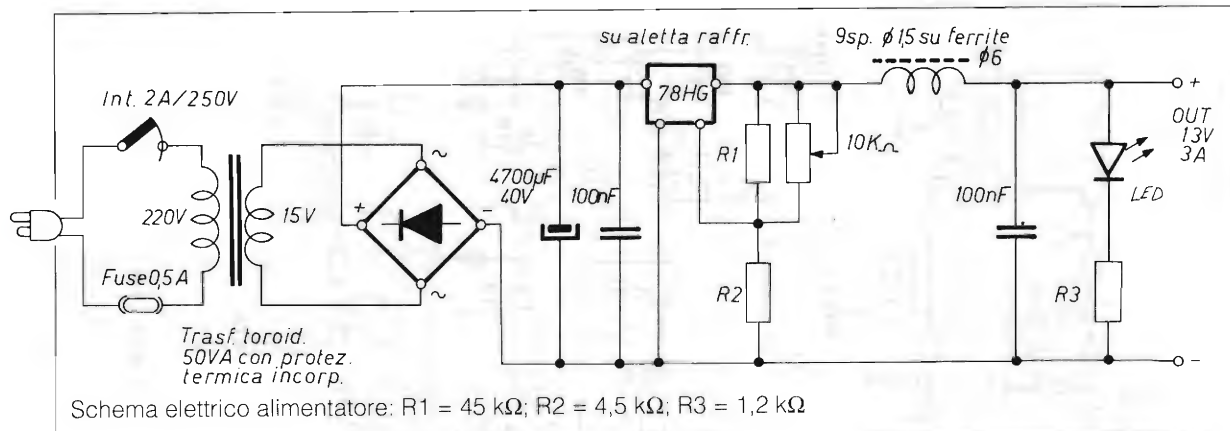 su aletta raffr.
9sp. ϕ1,5 su ferrite
ϕ6
Int. 2A/250V
78HG
+
OUT
13V
3A
R1
10KΩ
4700µF
40V
100nF
~
220V
15V
+
-
100nF
LED
Fuse 0,5A
R2
R3
~
Trasf. toroid.
50VA con protez.
termica incorp.
-
Schema elettrico alimentatore: R1 = 45 kΩ; R2 = 4,5 kΩ; R3 = 1,2 kΩ